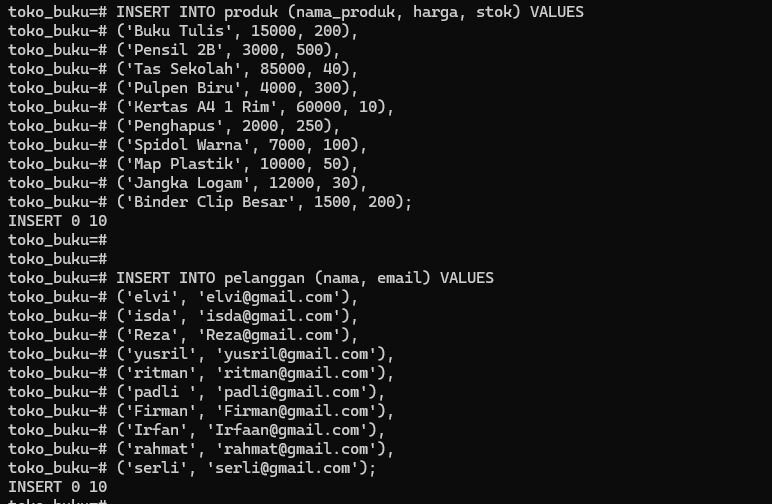 toko_buku=# INSERT INTO produk (nama_produk, harga, stok) VALUES
toko_buku-# ('Buku Tulis', 15000, 200),
toko_buku-# ('Pensil 2B', 3000, 500),
toko_buku-# ('Tas Sekolah', 85000, 40),
toko_buku-# ('Pulpen Biru', 4000, 300),
toko_buku-# ('Kertas A4 1 Rim', 60000, 10),
toko_buku-# ('Penghapus', 2000, 250),
toko_buku-# ('Spidol Warna', 7000, 100),
toko_buku-# ('Map Plastik', 10000, 50),
toko_buku-# ('Jangka Logam', 12000, 30),
toko_buku-# ('Binder Clip Besar', 1500, 200);
INSERT 0 10
toko_buku=#
toko_buku=#
toko_buku=# INSERT INTO pelanggan (nama, email) VALUES
toko_buku-# ('elvi', 'elvi@gmail.com'),
toko_buku-# ('isda', 'isda@gmail.com'),
toko_buku-# ('Reza', 'Reza@gmail.com'),
toko_buku-# ('yusril', 'yusril@gmail.com'),
toko_buku-# ('ritman', 'ritman@gmail.com'),
toko_buku-# ('padli ', 'padli@gmail.com'),
toko_buku-# ('Firman', 'Firman@gmail.com'),
toko_buku-# ('Irfan', 'Irfaan@gmail.com'),
toko_buku-# ('rahmat', 'rahmat@gmail.com'),
toko_buku-# ('serli', 'serli@gmail.com');
INSERT 0 10
toko_buku=#